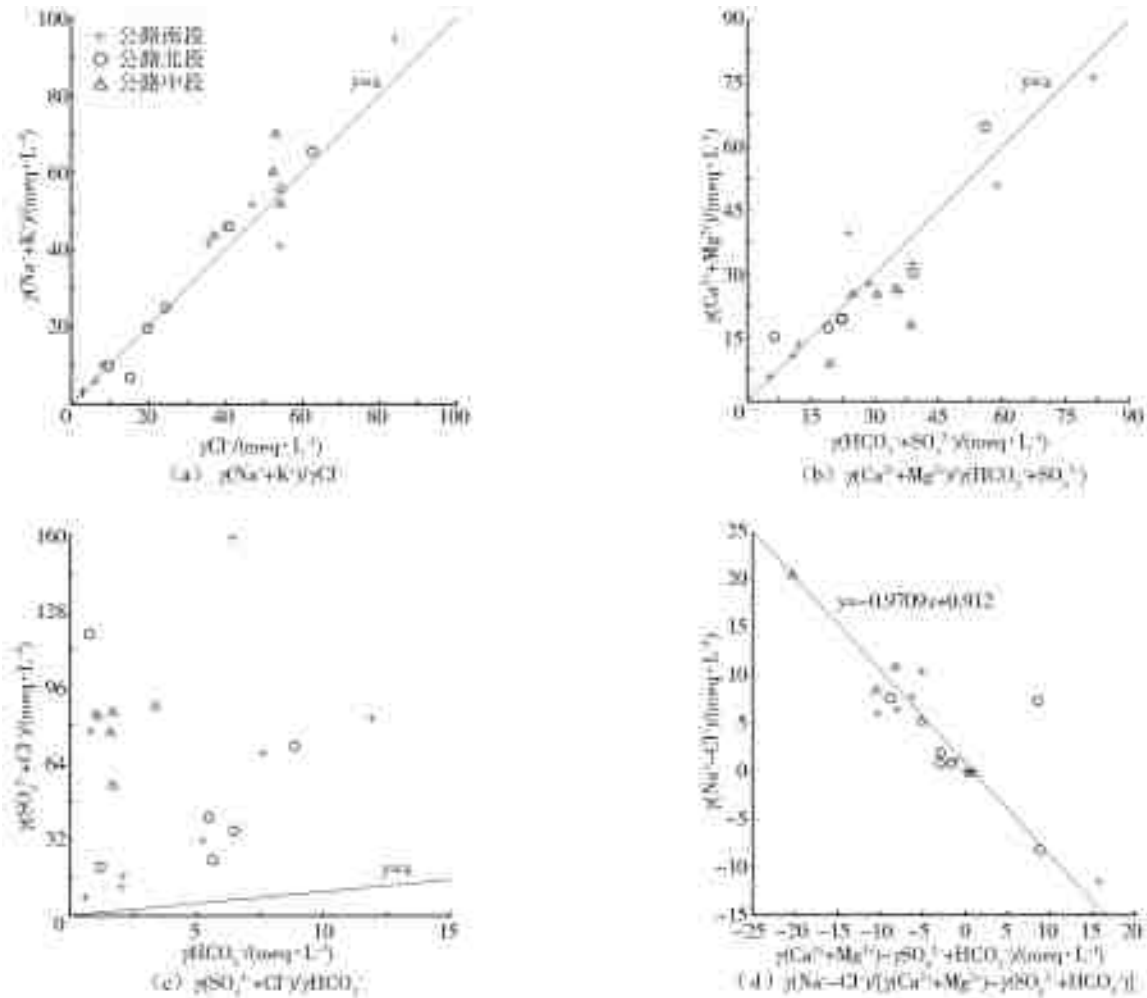 100
80
60
40
20
0
20
40
60
80
100
+ 公路南段
○ 公路北段
△ 公路中段
y=x
γ(Na⁺+K⁺)/(meq·L⁻¹)
γCl⁻/(meq·L⁻¹)
(a) γ(Na⁺+K⁺)/γCl⁻
90
75
60
45
30
15
0
15
30
45
60
75
90
y=x
γ(Ca²⁺+Mg²⁺)/(meq·L⁻¹)
γ(HCO₃⁻+SO₄²⁻)/(meq·L⁻¹)
(b) γ(Ca²⁺+Mg²⁺)/γ(HCO₃⁻+SO₄²⁻)
160
128
96
64
32
0
5
10
15
y=x
γ(SO₄²⁻+Cl⁻)/(meq·L⁻¹)
γHCO₃⁻/(meq·L⁻¹)
(c) γ(SO₄²⁻+Cl⁻)/γHCO₃⁻
25
20
15
10
5
0
-5
-10
-15
-25 -20 -15 -10 -5 0 5 10 15 20
y=-0.9709x+0.912
γ(Na⁺-Cl⁻)/(meq·L⁻¹)
γ(Ca²⁺+Mg²⁺)-γSO₄²⁻+HCO₃⁻)/(meq·L⁻¹)
(d) γ(Na⁺-Cl⁻)/[γ(Ca²⁺+Mg²⁺)-γ(SO₄²⁻+HCO₃⁻)]